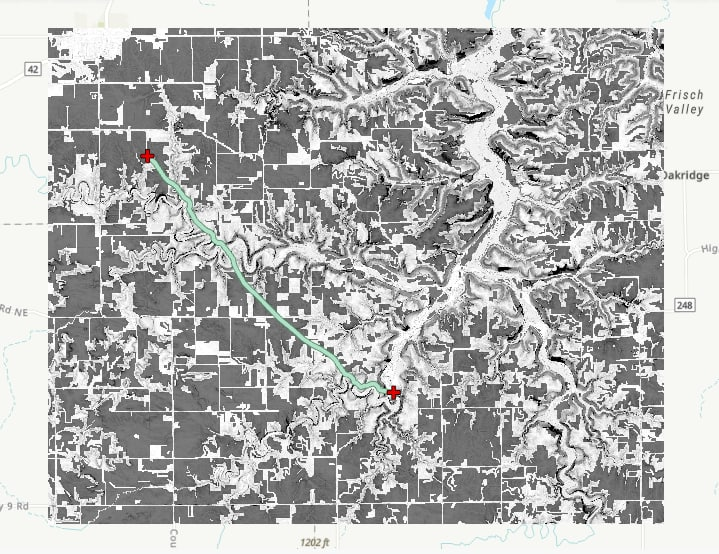 42
Frisch
Valley
Oakridge
Hig
248
Rd NE
y 9 Rd
Cou
1202 ft